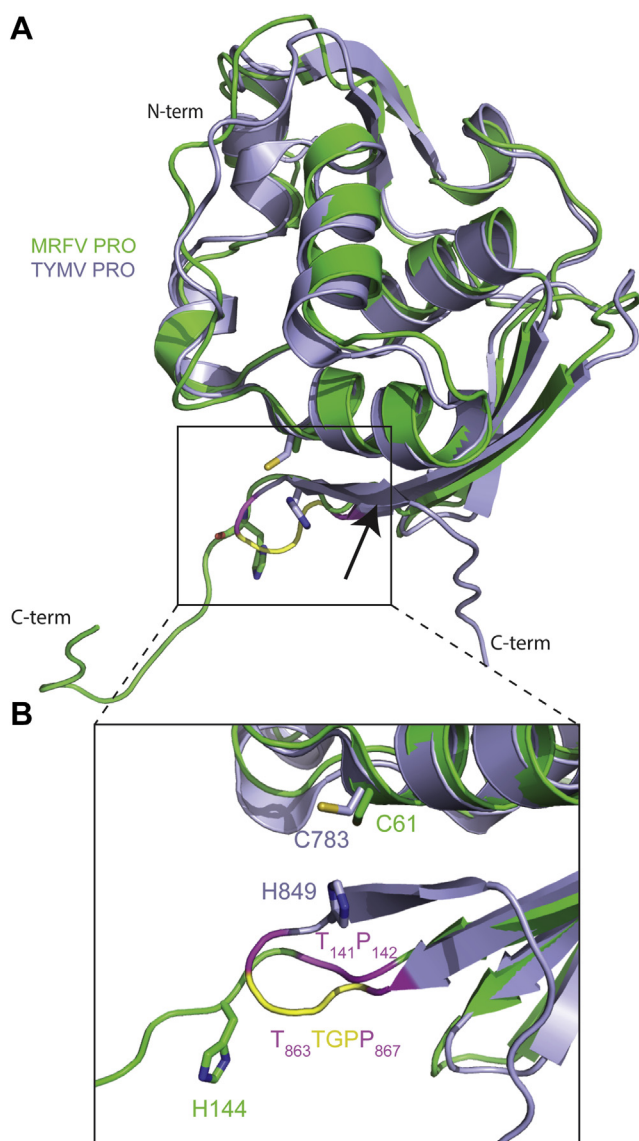 A
N-term
MRFV PRO
TYMV PRO
C-term
C-term
B
C783
C61
H849
T141P142
T863TGPP867
H144